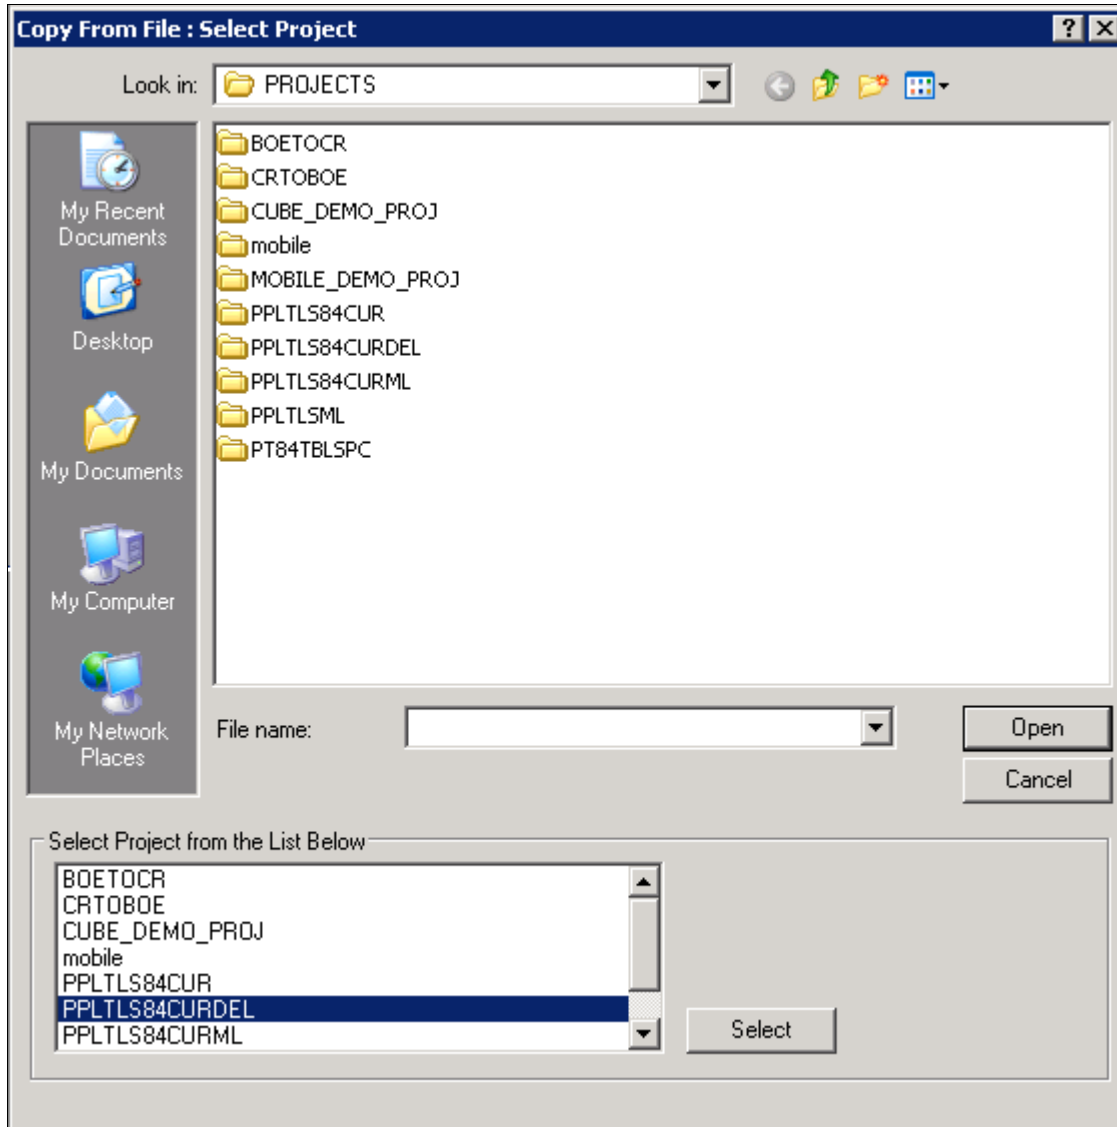 Copy From File : Select Project
Look in:
PROJECTS
My Recent
Documents
Desktop
My Documents
My Computer
My Network
Places
BOETOCR
CRTOBOE
CUBE_DEMO_PROJ
mobile
MOBILE_DEMO_PROJ
PPLTLS84CUR
PPLTLS84CURDEL
PPLTLS84CURML
PPLTLSML
PT84TBLSPC
File name:
Open
Cancel
Select Project from the List Below
BOETOCR
CRTOBOE
CUBE_DEMO_PROJ
mobile
PPLTLS84CUR
PPLTLS84CURDEL
PPLTLS84CURML
Select